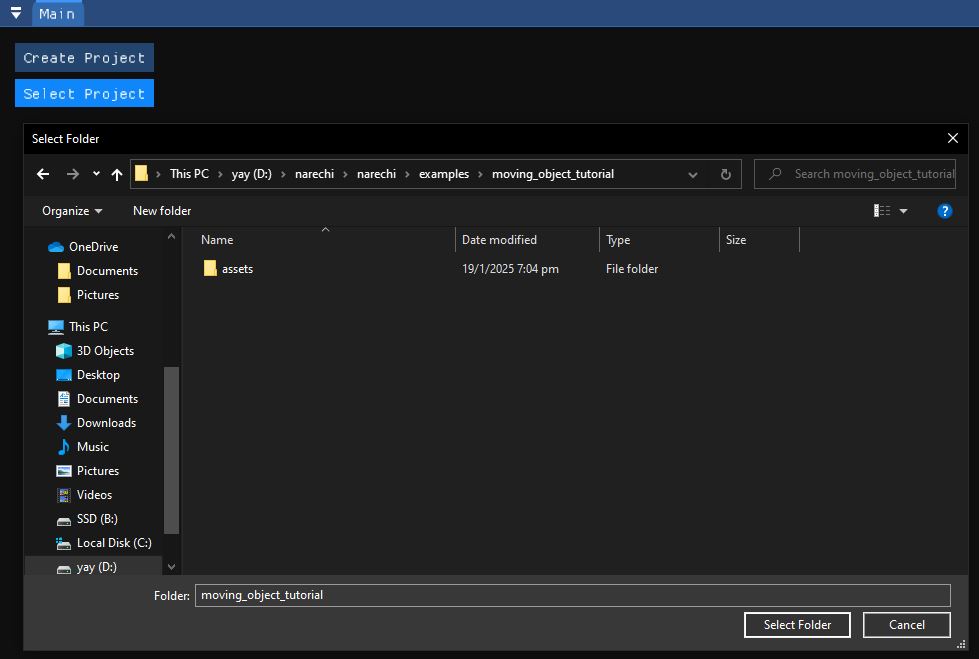 Main
Create Project
Select Project
Select Folder
This PC > yay (D:) > narechi > narechi > examples > moving_object_tutorial
Search moving_object_tutorial
Organize
New folder
?
Name
Date modified
Type
Size
assets
19/1/2025 7:04 pm
File folder
OneDrive
Documents
Pictures
This PC
3D Objects
Desktop
Documents
Downloads
Music
Pictures
Videos
SSD (B:)
Local Disk (C:)
yay (D:)
Folder: moving_object_tutorial
Select Folder
Cancel